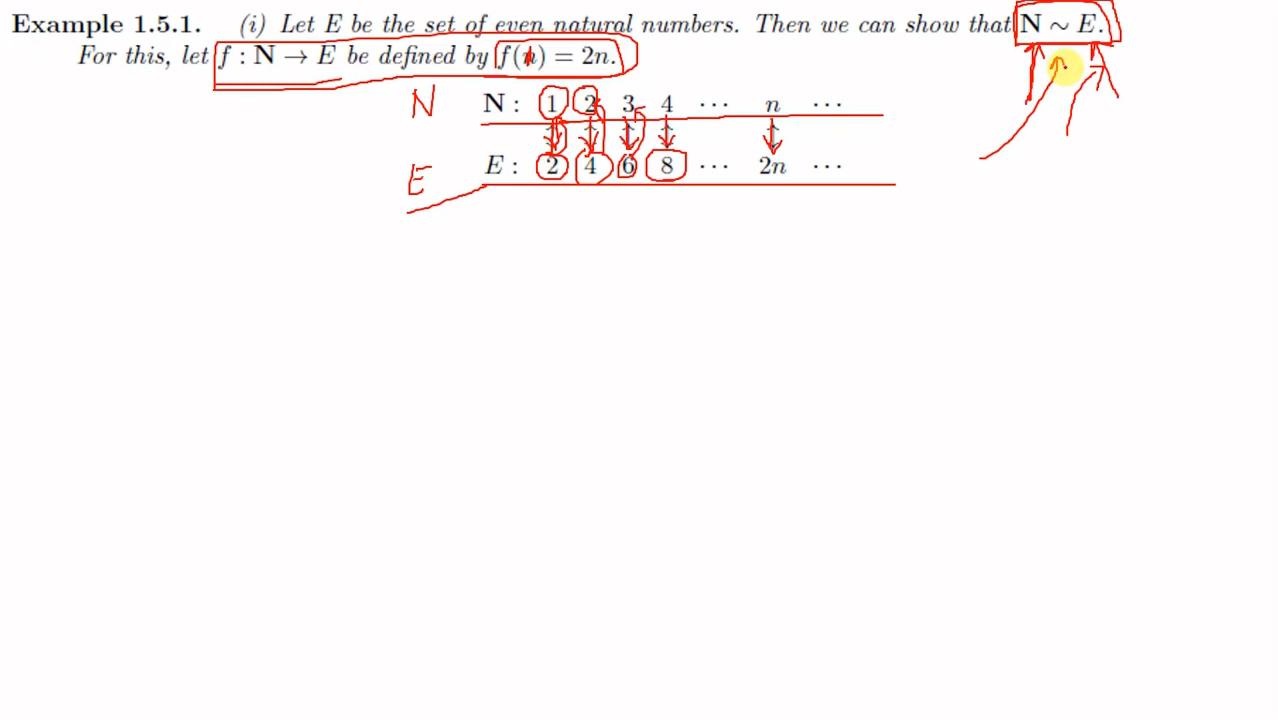 Example 1.5.1. (i) Let E be the set of even natural numbers. Then we can show that N ∼ E.
For this, let f : N → E be defined by f(n) = 2n.
N N : 1 2 3 4 ··· n ···
E E : 2 4 6 8 ··· 2n ···